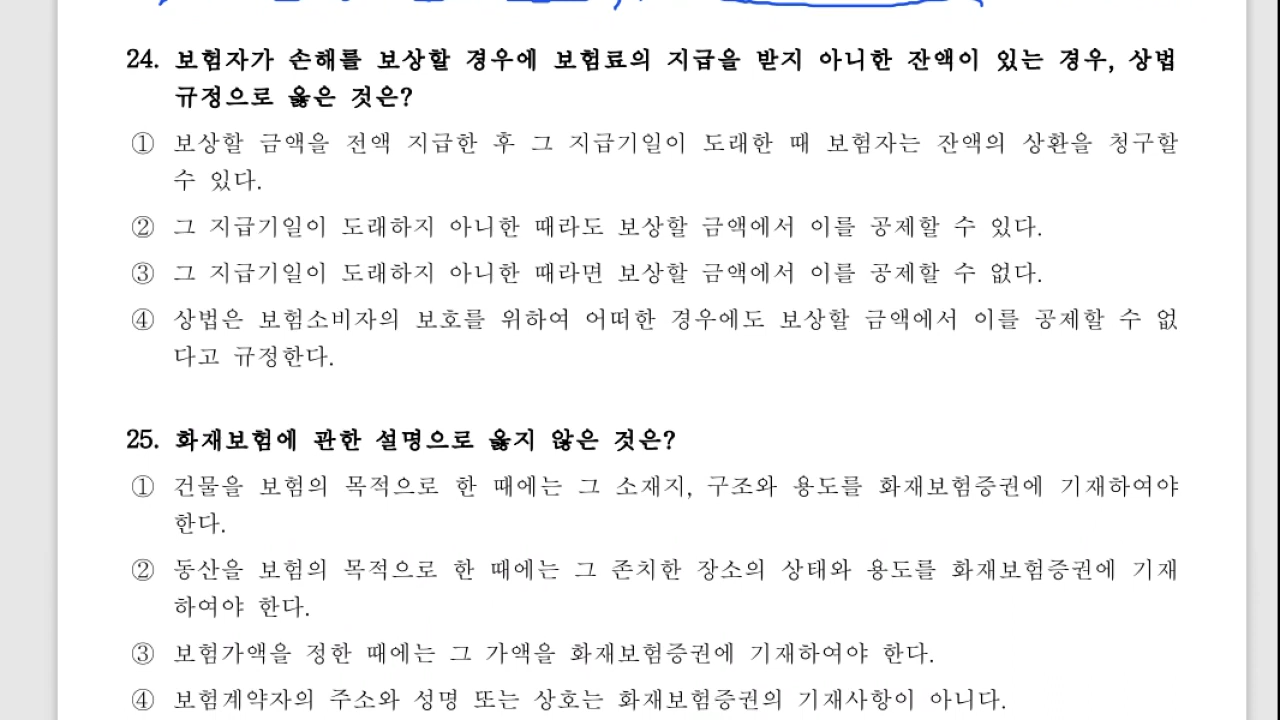 24. 보험자가 손해를 보상할 경우에 보험료의 지급을 받지 아니한 잔액이 있는 경우, 상법
규정으로 옳은 것은?
① 보상할 금액을 전액 지급한 후 그 지급기일이 도래한 때 보험자는 잔액의 상환을 청구할
수 있다.
② 그 지급기일이 도래하지 아니한 때라도 보상할 금액에서 이를 공제할 수 있다.
③ 그 지급기일이 도래하지 아니한 때라면 보상할 금액에서 이를 공제할 수 없다.
④ 상법은 보험소비자의 보호를 위하여 어떠한 경우에도 보상할 금액에서 이를 공제할 수 없
다고 규정한다.
25. 화재보험에 관한 설명으로 옳지 않은 것은?
① 건물을 보험의 목적으로 한 때에는 그 소재지, 구조와 용도를 화재보험증권에 기재하여야
한다.
② 동산을 보험의 목적으로 한 때에는 그 존치한 장소의 상태와 용도를 화재보험증권에 기재
하여야 한다.
③ 보험가액을 정한 때에는 그 가액을 화재보험증권에 기재하여야 한다.
④ 보험계약자의 주소와 성명 또는 상호는 화재보험증권의 기재사항이 아니다.